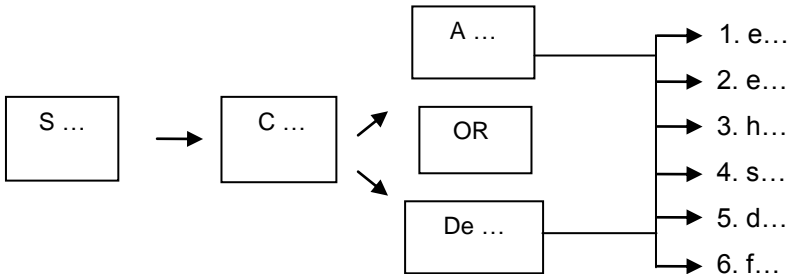 S …
C …
A …
OR
De …
1. e…
2. e…
3. h…
4. s…
5. d…
6. f…